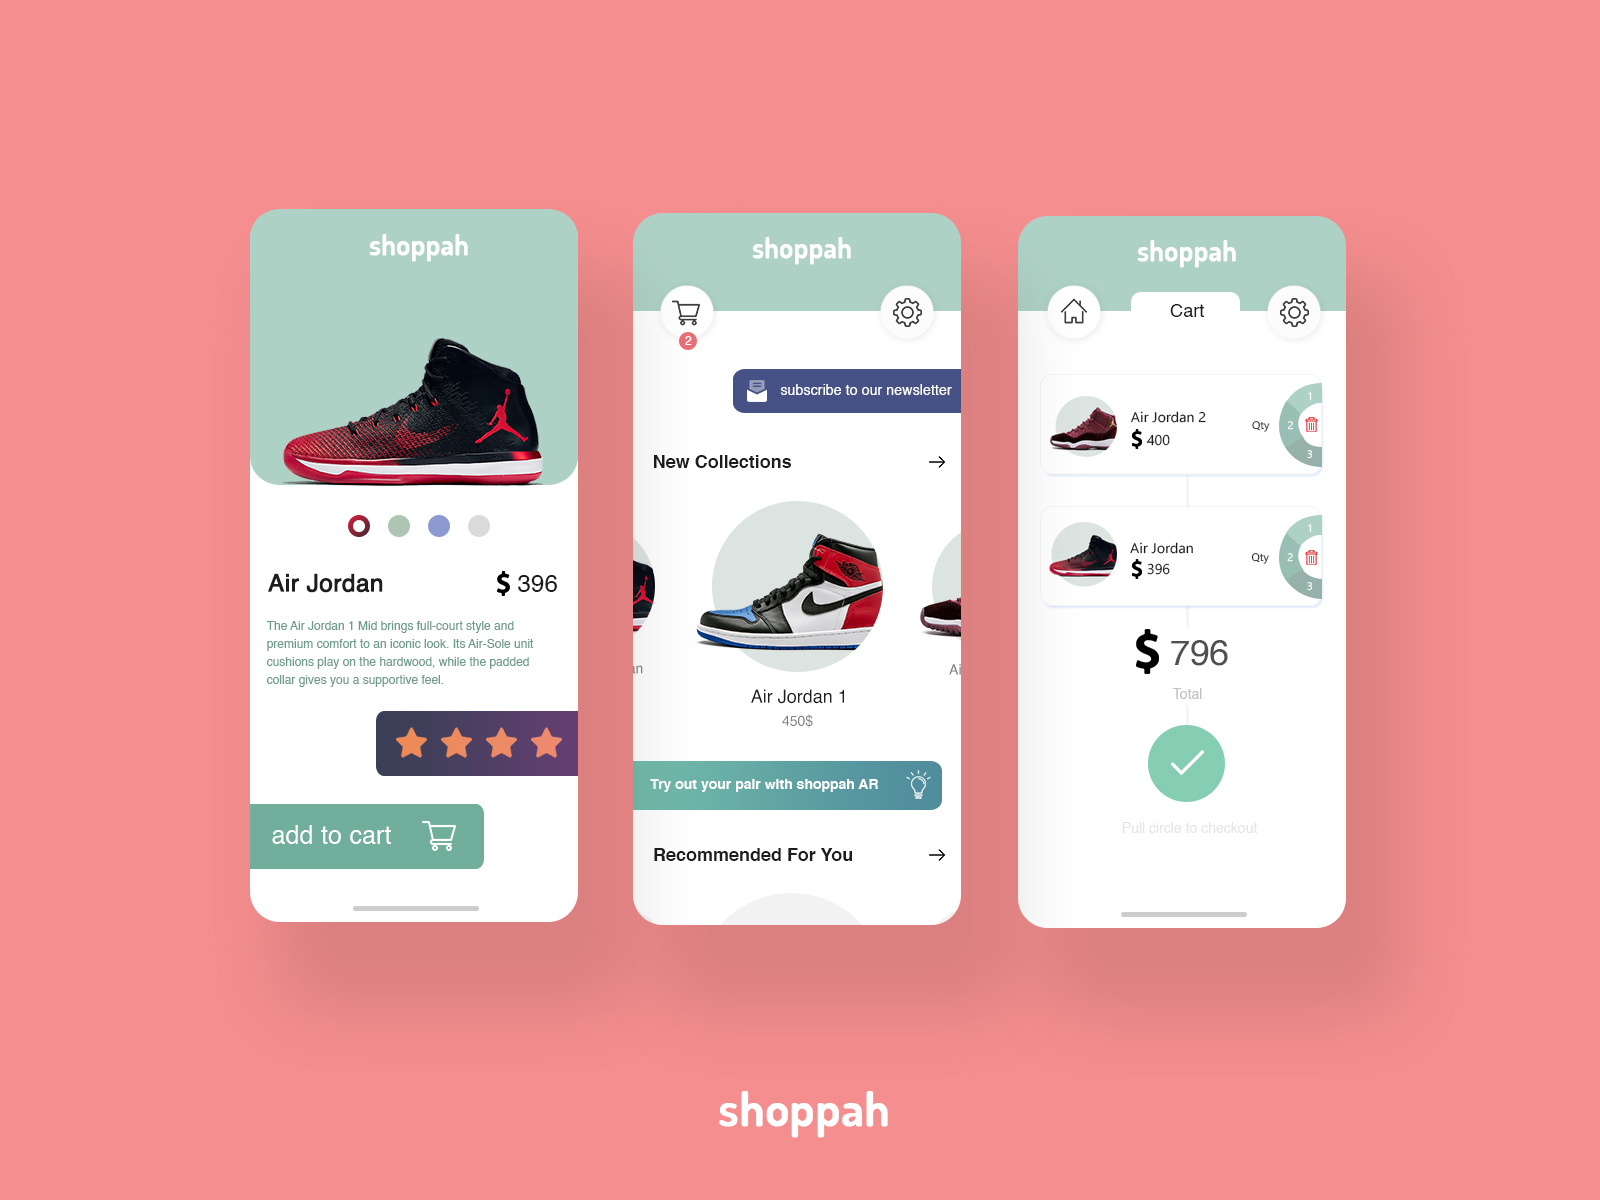 shoppah
Air Jordan
$ 396
The Air Jordan 1 Mid brings full-court style and
premium comfort to an iconic look. Its Air-Sole unit
cushions play on the hardwood, while the padded
collar gives you a supportive feel.
add to cart
shoppah
2
subscribe to our newsletter
New Collections
an
Ai
Air Jordan 1
450$
Try out your pair with shoppah AR
Recommended For You
shoppah
Cart
Air Jordan 2
$ 400
Qty
1
2
3
Air Jordan
$ 396
Qty
1
2
3
$ 796
Total
Pull circle to checkout
shoppah